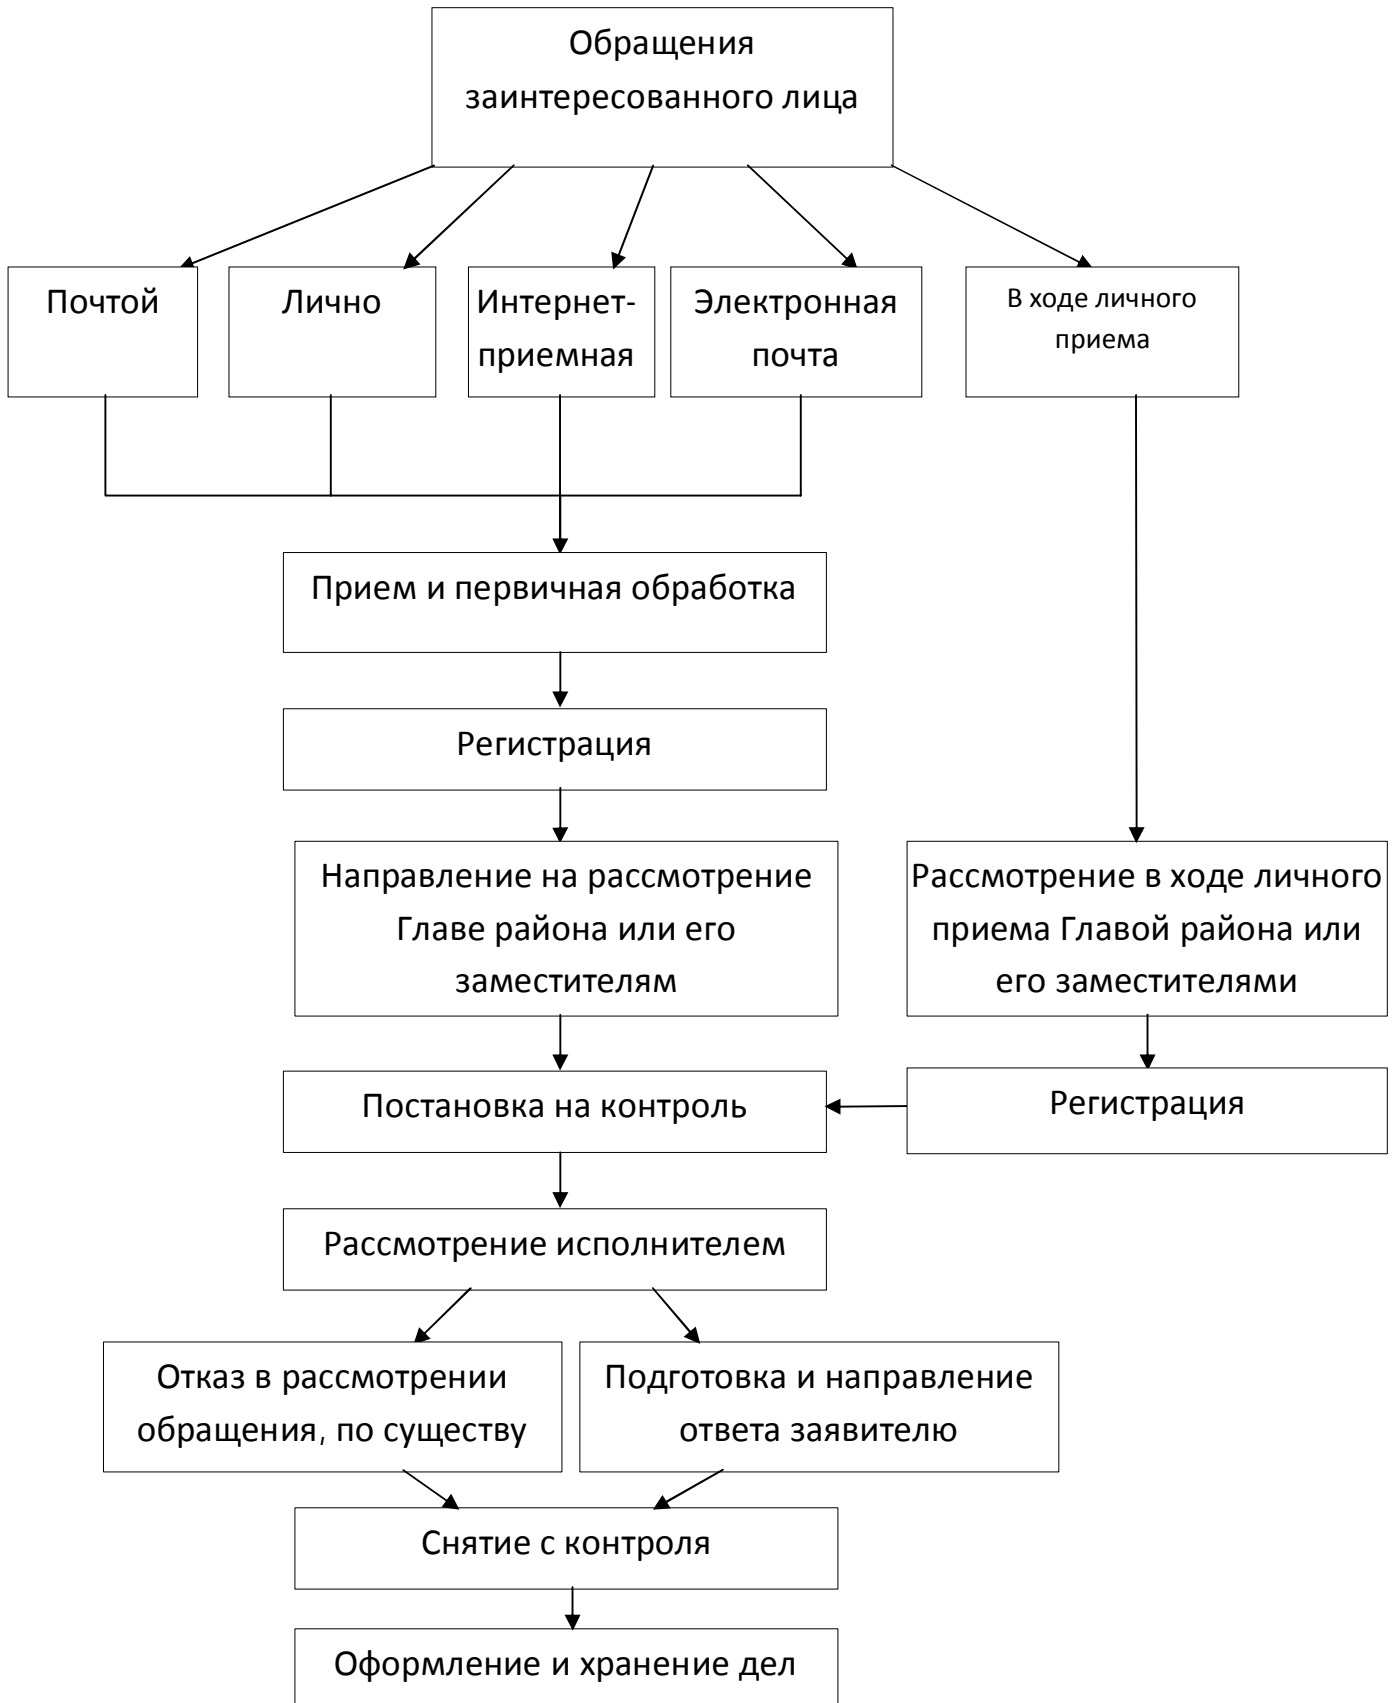 Обращения
заинтересованного лица
Почтой
Лично
Интернет-
приемная
Электронная
почта
В ходе личного
приема
Прием и первичная обработка
Регистрация
Направление на рассмотрение
Главе района или его
заместителям
Рассмотрение в ходе личного
приема Главой района или
его заместителями
Постановка на контроль
Регистрация
Рассмотрение исполнителем
Отказ в рассмотрении
обращения, по существу
Подготовка и направление
ответа заявителю
Снятие с контроля
Оформление и хранение дел